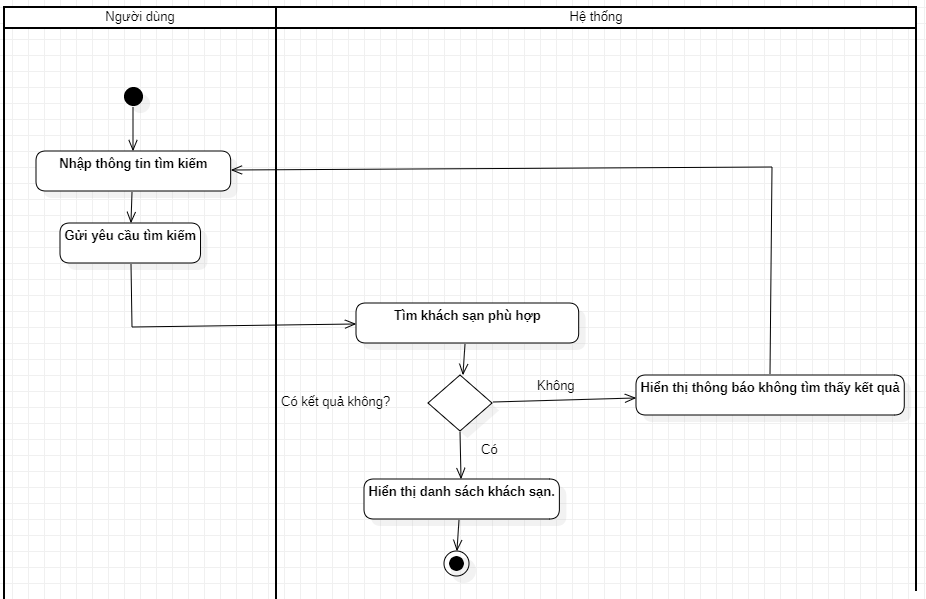 Người dùng
Hệ thống
Nhập thông tin tìm kiếm
Gửi yêu cầu tìm kiếm
Tìm khách sạn phù hợp
Không
Hiển thị thông báo không tìm thấy kết quả
Có kết quả không?
Có
Hiển thị danh sách khách sạn.